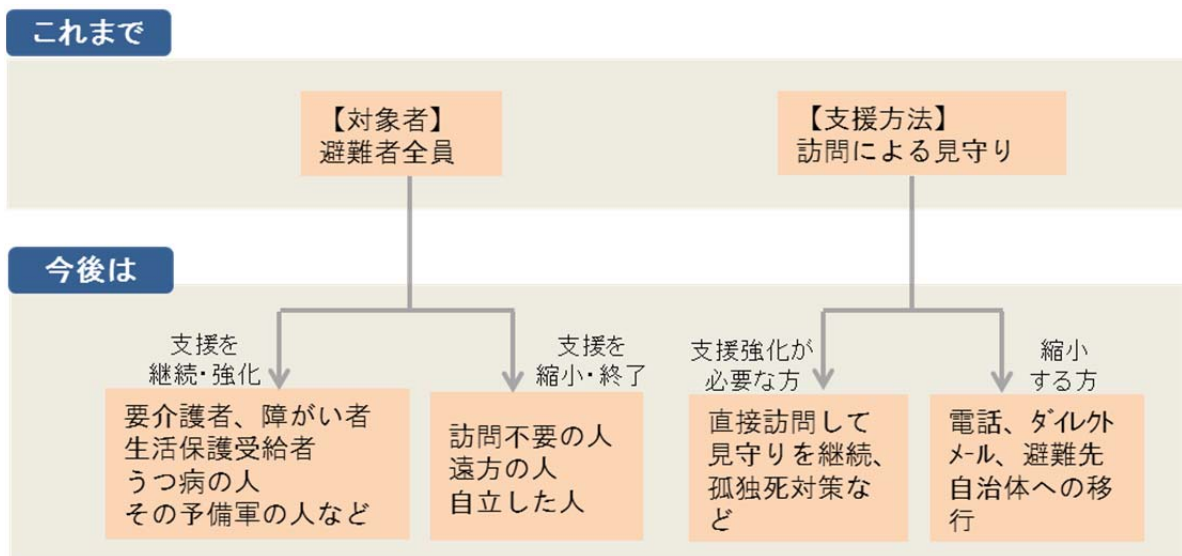 これまで
【対象者】
避難者全員
【支援方法】
訪問による見守り
今後は
支援を
継続・強化
支援を
縮小・終了
支援強化が
必要な方
縮小
する方
要介護者、障がい者
生活保護受給者
うつ病の人
その予備軍の人など
訪問不要の人
遠方の人
自立した人
直接訪問して
見守りを継続、
孤独死対策な
ど
電話、ダイレクト
メール、避難先
自治体への移
行